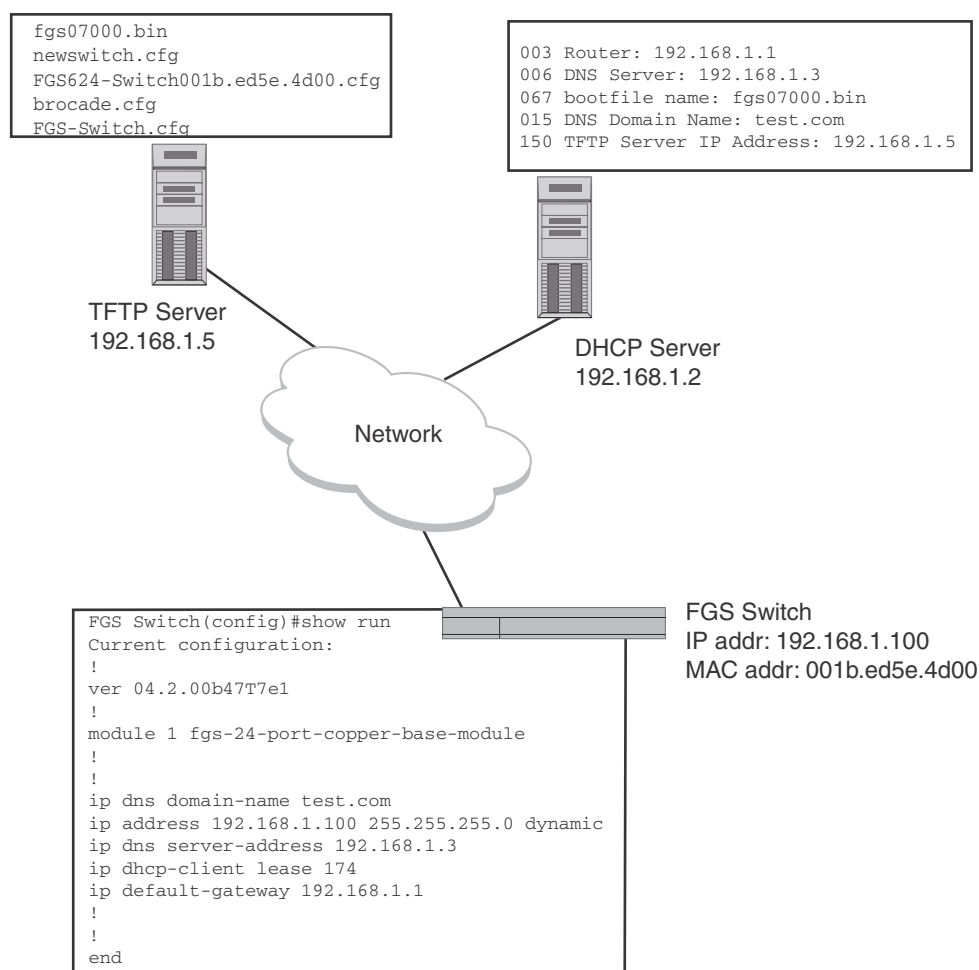 fgs07000.bin
newswitch.cfg
FGS624-Switch001b.ed5e.4d00.cfg
brocade.cfg
FGS-Switch.cfg
003 Router: 192.168.1.1
006 DNS Server: 192.168.1.3
067 bootfile name: fgs07000.bin
015 DNS Domain Name: test.com
150 TFTP Server IP Address: 192.168.1.5
TFTP Server
192.168.1.5
DHCP Server
192.168.1.2
Network
FGS Switch
IP addr: 192.168.1.100
MAC addr: 001b.ed5e.4d00
FGS Switch(config)#show run
Current configuration:
!
ver 04.2.00b47T7e1
!
module 1 fgs-24-port-copper-base-module
!
!
ip dns domain-name test.com
ip address 192.168.1.100 255.255.255.0 dynamic
ip dns server-address 192.168.1.3
ip dhcp-client lease 174
ip default-gateway 192.168.1.1
!
!
end